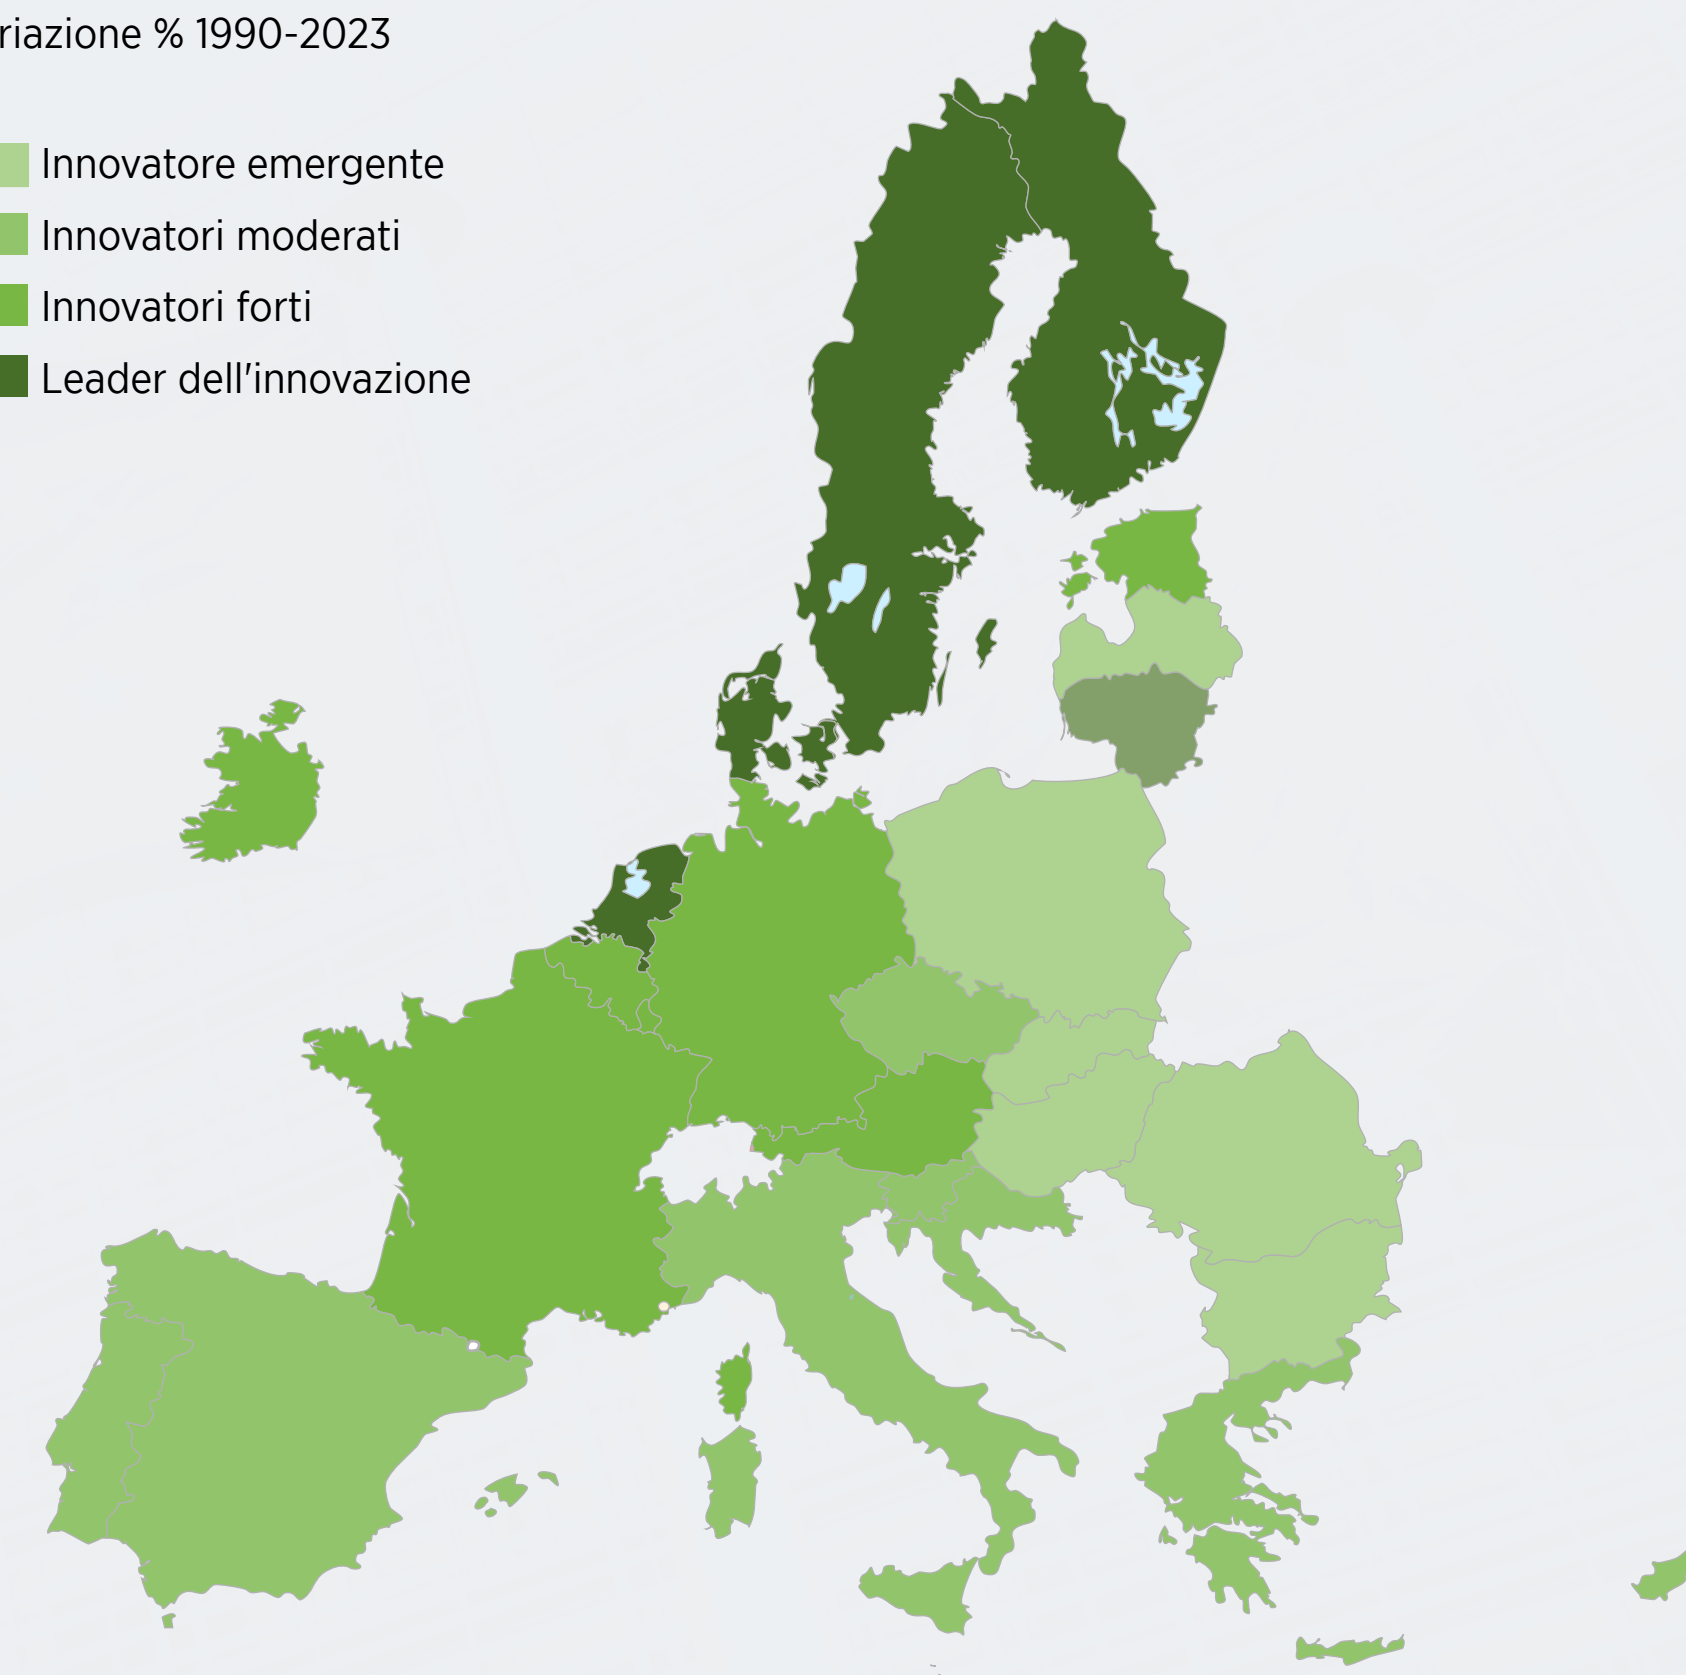 riazione % 1990-2023
Innovatore emergente
Innovatori moderati
Innovatori forti
Leader dell'innovazione